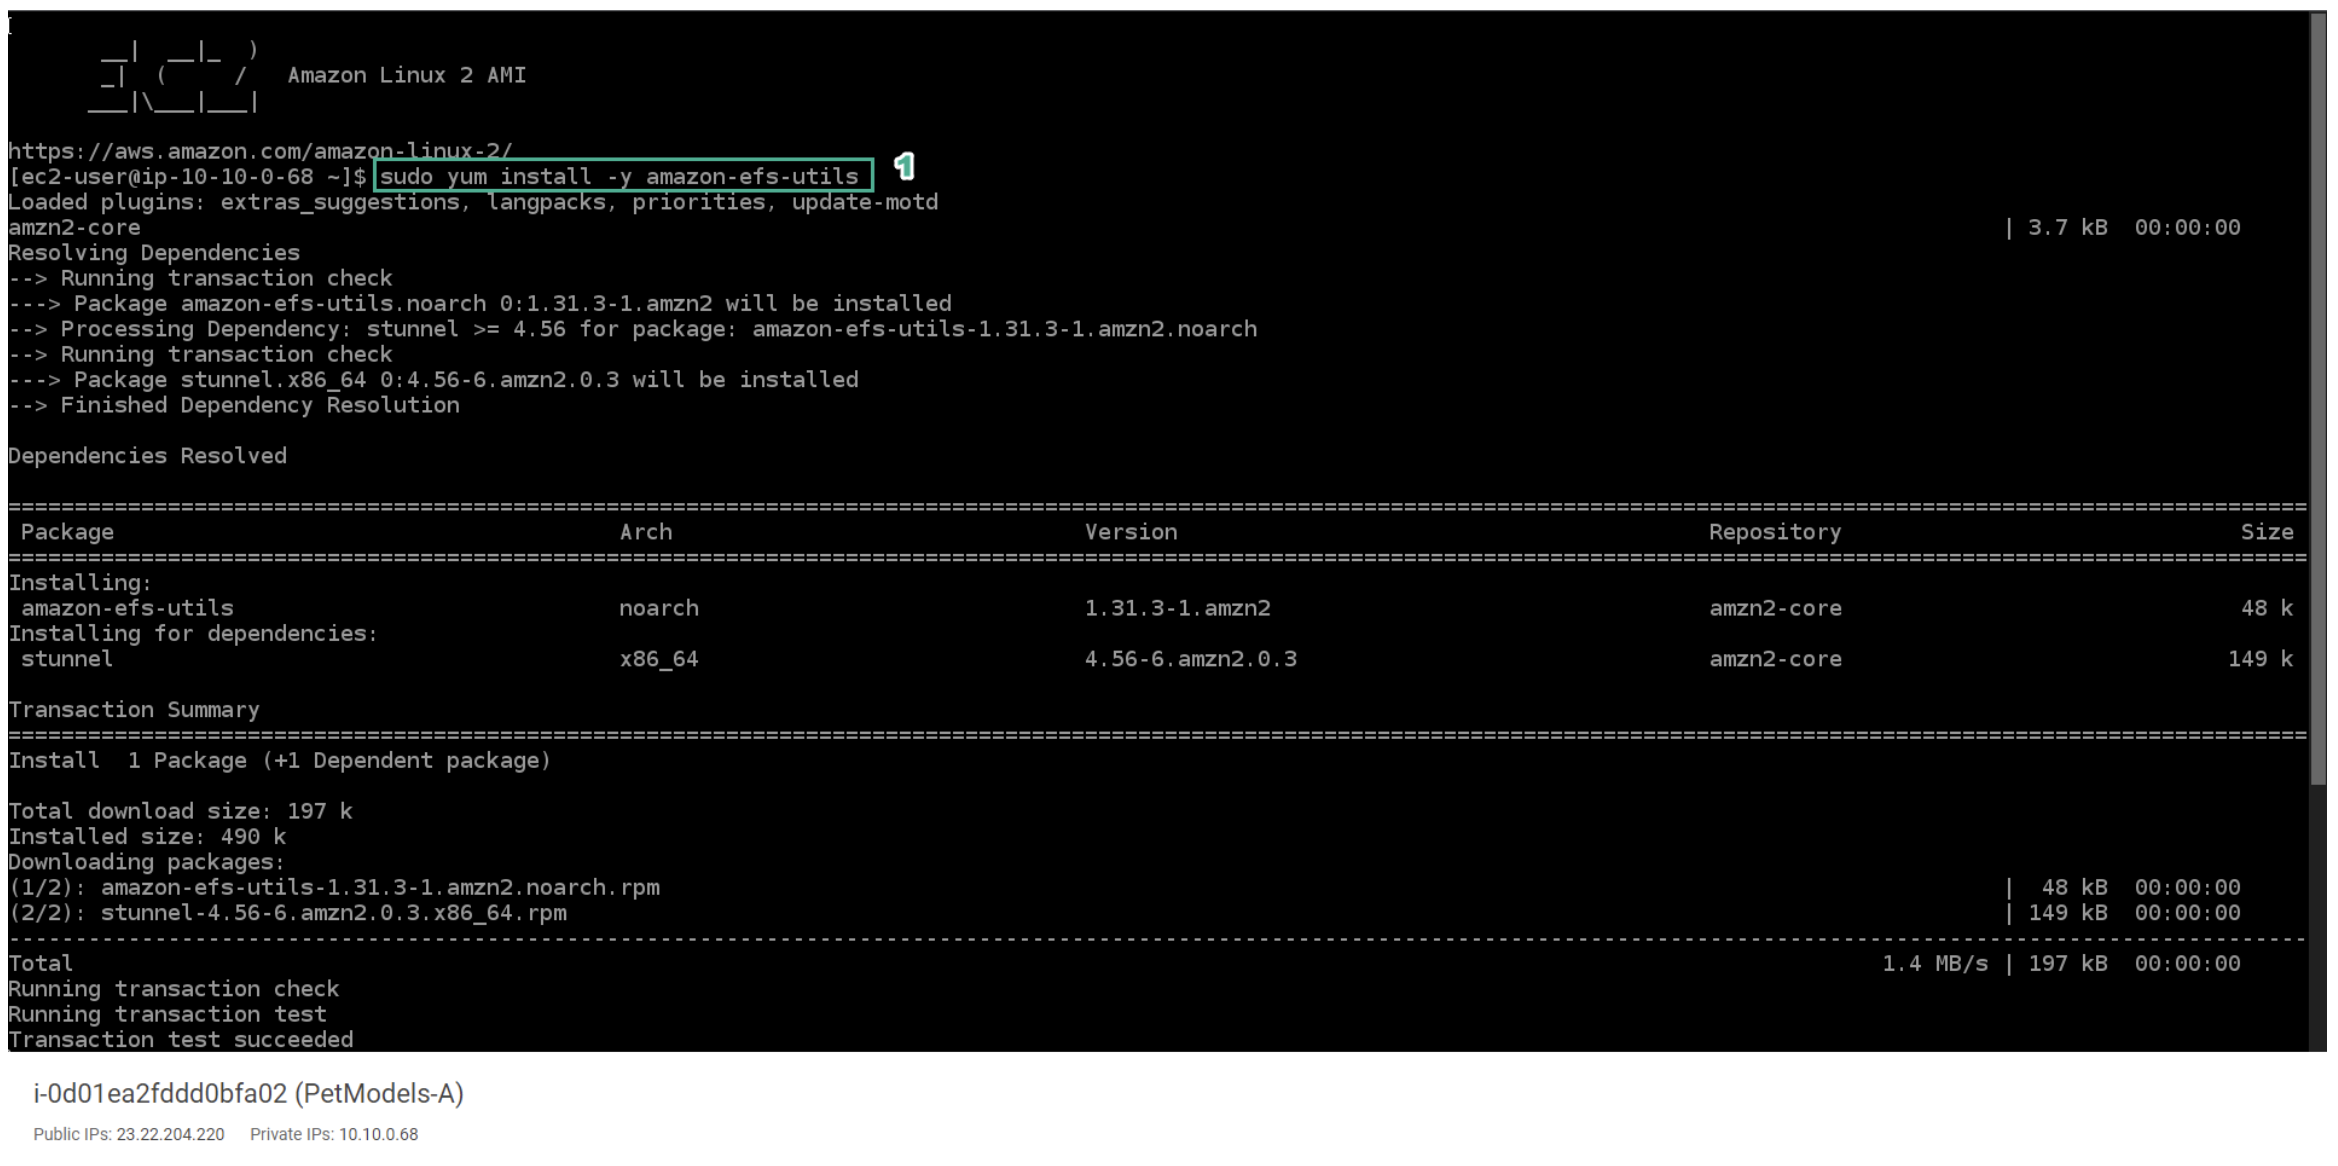 __|  __|_  )
       _|  (     /   Amazon Linux 2 AMI
      ___|\___|___|
https://aws.amazon.com/amazon-linux-2/
[ec2-user@ip-10-10-0-68 ~]$ sudo yum install -y amazon-efs-utils 1
Loaded plugins: extras_suggestions, langpacks, priorities, update-motd
amzn2-core | 3.7 kB 00:00:00
Resolving Dependencies
--> Running transaction check
---> Package amazon-efs-utils.noarch 0:1.31.3-1.amzn2 will be installed
--> Processing Dependency: stunnel >= 4.56 for package: amazon-efs-utils-1.31.3-1.amzn2.noarch
--> Running transaction check
---> Package stunnel.x86_64 0:4.56-6.amzn2.0.3 will be installed
--> Finished Dependency Resolution
Dependencies Resolved
Package Arch Version Repository Size
Installing:
amazon-efs-utils noarch 1.31.3-1.amzn2 amzn2-core 48 k
Installing for dependencies:
stunnel x86_64 4.56-6.amzn2.0.3 amzn2-core 149 k
Transaction Summary
Install  1 Package (+1 Dependent package)
Total download size: 197 k
Installed size: 490 k
Downloading packages:
(1/2): amazon-efs-utils-1.31.3-1.amzn2.noarch.rpm | 48 kB 00:00:00
(2/2): stunnel-4.56-6.amzn2.0.3.x86_64.rpm | 149 kB 00:00:00
Total 1.4 MB/s | 197 kB 00:00:00
Running transaction check
Running transaction test
Transaction test succeeded
i-0d01ea2fddd0bfa02 (PetModels-A)
Public IPs: 23.22.204.220 Private IPs: 10.10.0.68